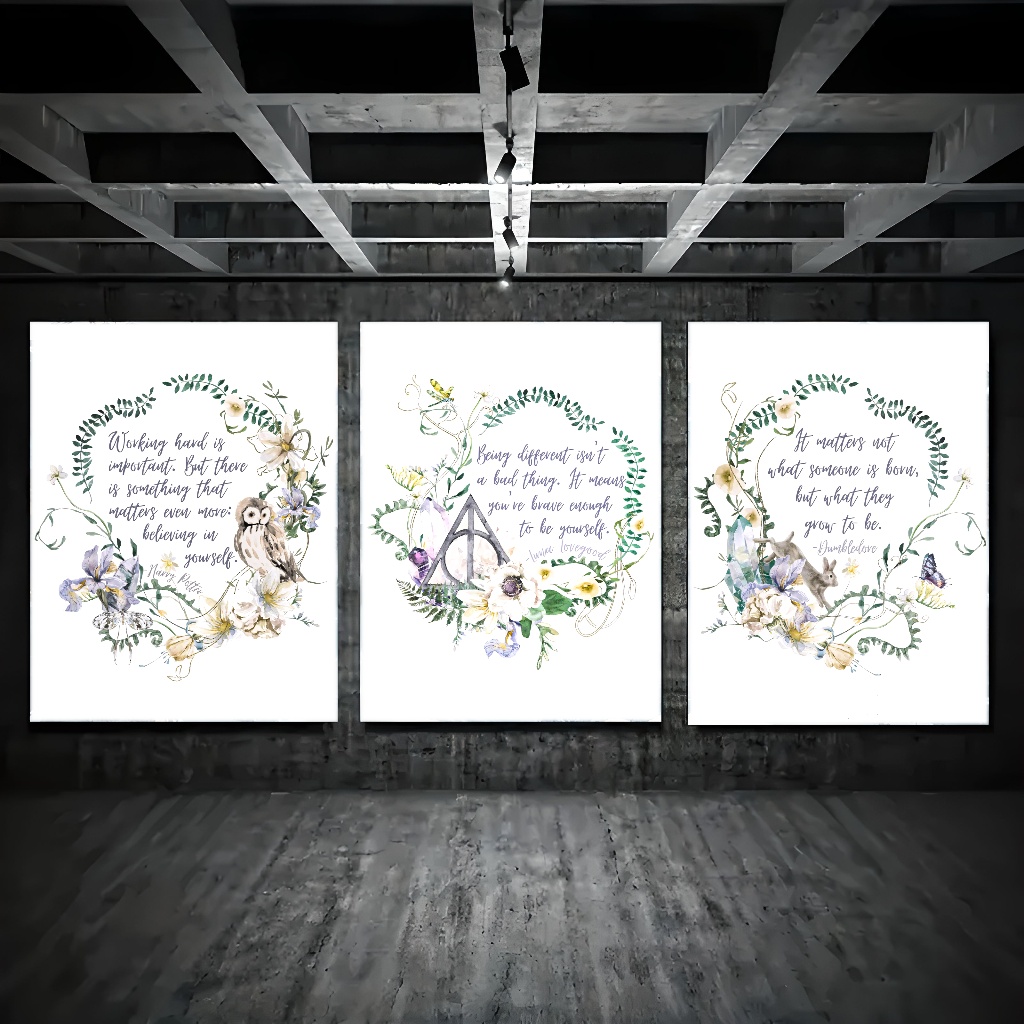 Working hard is
important. But there
is something that
matters even more:
believing in
yourself.
Harry Potter
Being different isn't
a bad thing. It means
you're brave enough
to be yourself.
Luna Lovegood
It matters not
what someone is born,
but what they
grow to be.
-Dumbledore